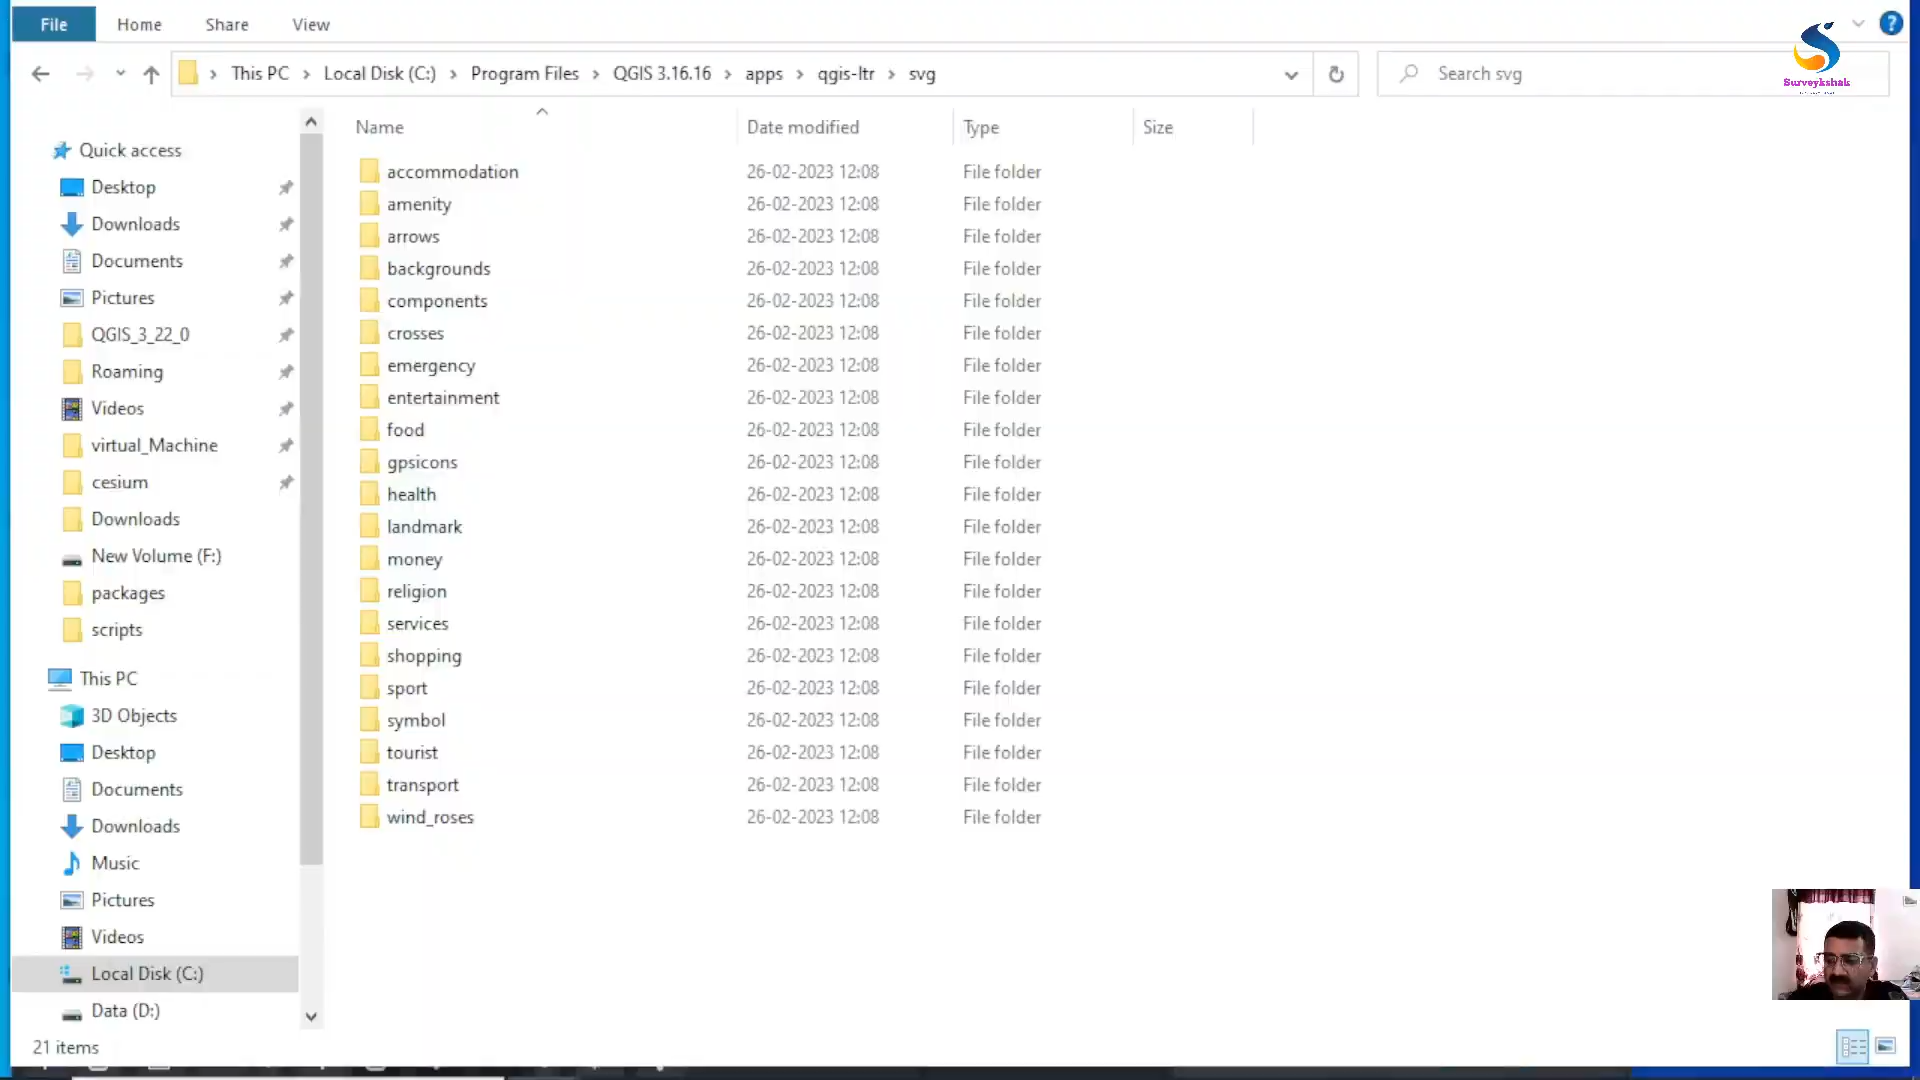 File Home Share View
This PC Local Disk (C:) Program Files QGIS 3.16.16 apps qgis-ltr svg
Search svg
Surveykshals
Name Date modified Type Size
Quick access
Desktop
Downloads
Documents
Pictures
QGIS_3_22_0
Roaming
Videos
virtual_Machine
cesium
Downloads
New Volume (F:)
packages
scripts
This PC
3D Objects
Desktop
Documents
Downloads
Music
Pictures
Videos
Local Disk (C:)
Data (D:)
accommodation 26-02-2023 12:08 File folder
amenity 26-02-2023 12:08 File folder
arrows 26-02-2023 12:08 File folder
backgrounds 26-02-2023 12:08 File folder
components 26-02-2023 12:08 File folder
crosses 26-02-2023 12:08 File folder
emergency 26-02-2023 12:08 File folder
entertainment 26-02-2023 12:08 File folder
food 26-02-2023 12:08 File folder
gpsicons 26-02-2023 12:08 File folder
health 26-02-2023 12:08 File folder
landmark 26-02-2023 12:08 File folder
money 26-02-2023 12:08 File folder
religion 26-02-2023 12:08 File folder
services 26-02-2023 12:08 File folder
shopping 26-02-2023 12:08 File folder
sport 26-02-2023 12:08 File folder
symbol 26-02-2023 12:08 File folder
tourist 26-02-2023 12:08 File folder
transport 26-02-2023 12:08 File folder
wind_roses 26-02-2023 12:08 File folder
21 items